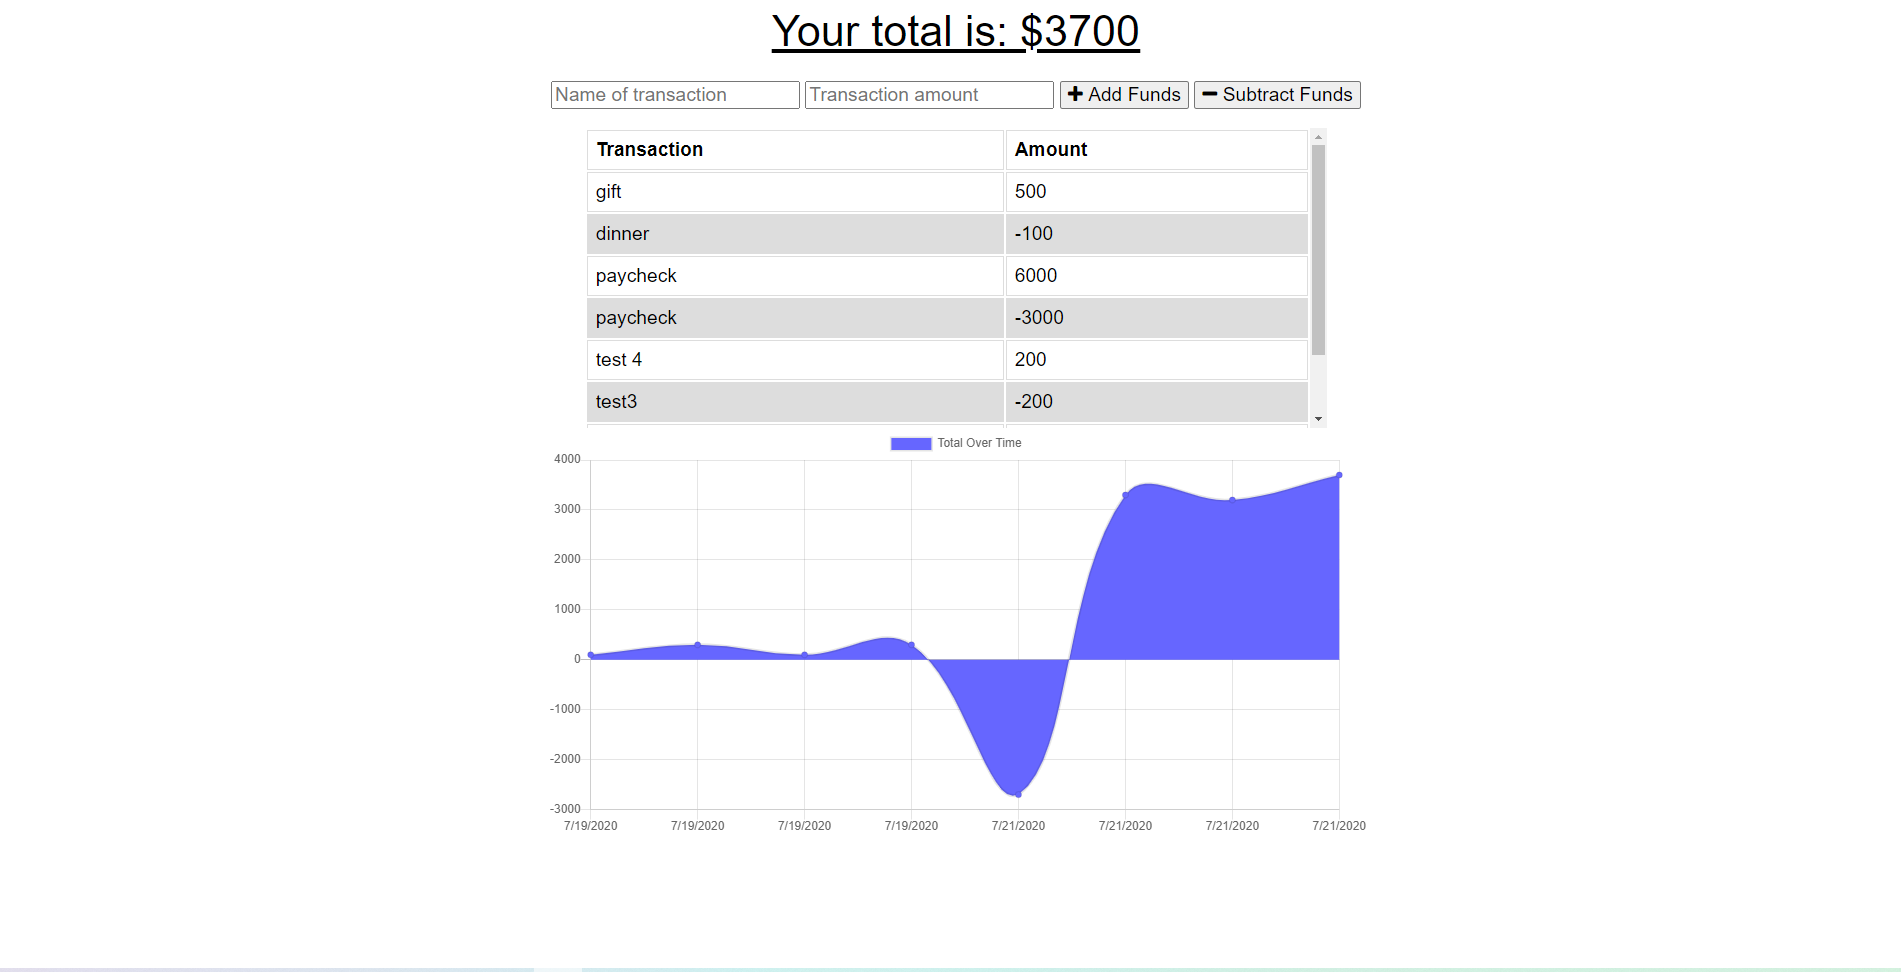 Your total is: $3700
Name of transaction Transaction amount Add Funds Subtract Funds
Transaction Amount
gift 500
dinner -100
paycheck 6000
paycheck -3000
test 4 200
test3 -200
Total Over Time
4000
3000
2000
1000
0
-1000
-2000
-3000
7/19/2020 7/19/2020 7/19/2020 7/19/2020 7/21/2020 7/21/2020 7/21/2020 7/21/2020